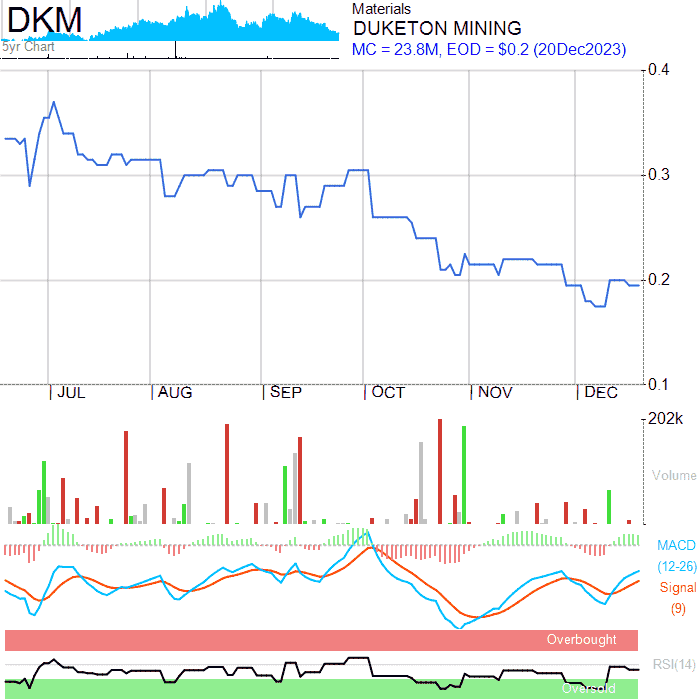 DKM
5yr Chart
Materials
DUKETON MINING
MC = 23.8M, EOD = $0.2 (20Dec2023)
0.4
0.3
0.2
0.1
JUL
AUG
SEP
OCT
NOV
DEC
202k
Volume
MACD
(12-26)
Signal
(9)
Overbought
RSI(14)
Oversold